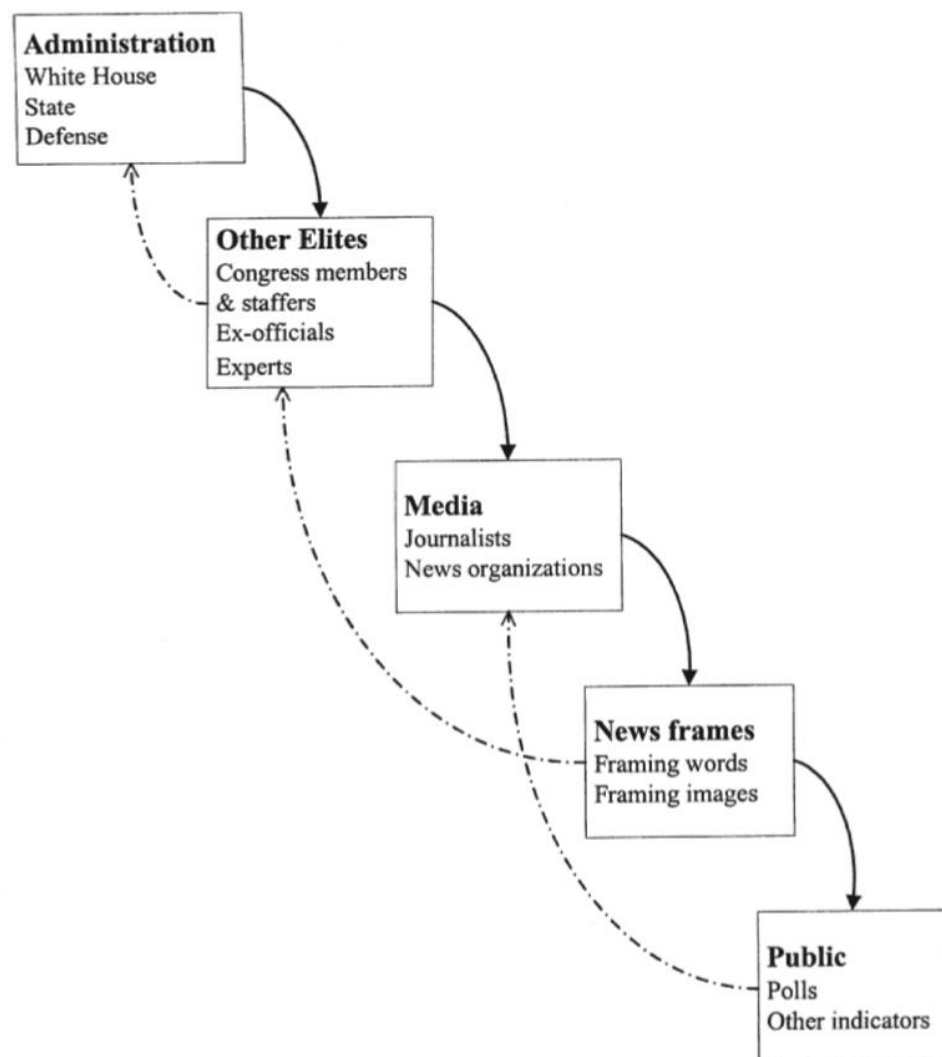 Administration
White House
State
Defense
Other Elites
Congress members
& staffers
Ex-officials
Experts
Media
Journalists
News organizations
News frames
Framing words
Framing images
Public
Polls
Other indicators